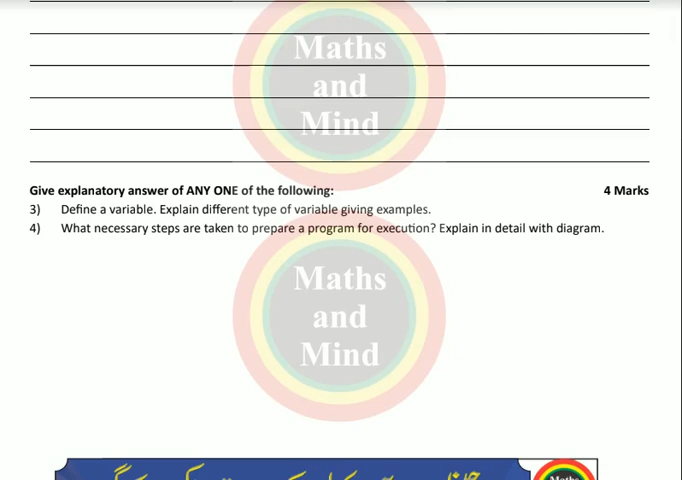 Maths
and
Mind
Give explanatory answer of ANY ONE of the following: 4 Marks
3) Define a variable. Explain different type of variable giving examples.
4) What necessary steps are taken to prepare a program for execution? Explain in detail with diagram.
Maths
and
Mind
Maths